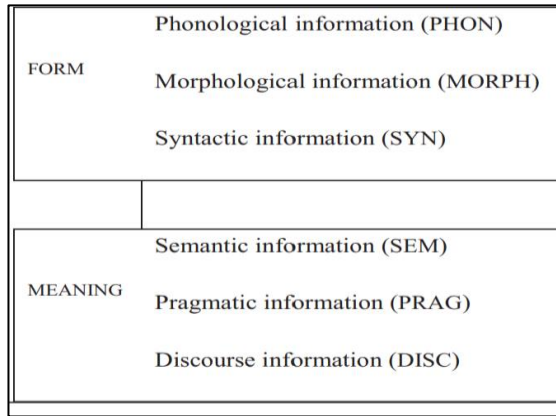 Phonological information (PHON)
FORM
Morphological information (MORPH)
Syntactic information (SYN)
Semantic information (SEM)
MEANING
Pragmatic information (PRAG)
Discourse information (DISC)